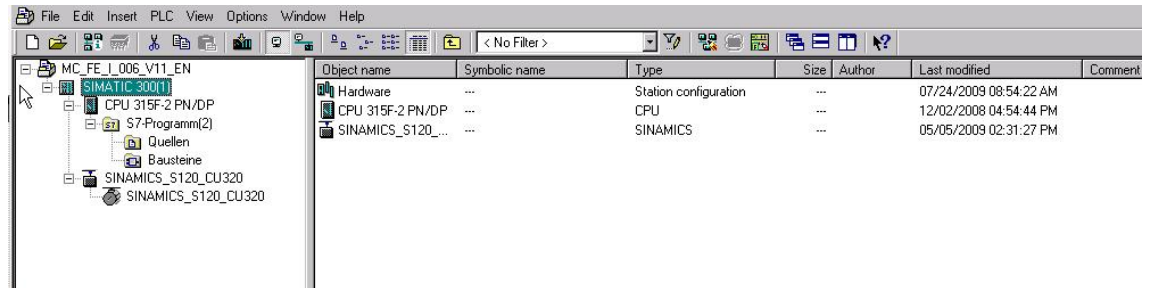 File Edit Insert PLC View Options Window Help
< No Filter >
MC_FE_I_006_V11_EN
SIMATIC 300(1)
CPU 315F-2 PN/DP
S7-Programm(2)
Quellen
Bausteine
SINAMICS_S120_CU320
SINAMICS_S120_CU320
Object name Symbolic name Type Size Author Last modified Comment
Hardware --- Station configuration --- 07/24/2009 08:54:22 AM
CPU 315F-2 PN/DP --- CPU --- 12/02/2008 04:54:44 PM
SINAMICS_S120_... --- SINAMICS --- 05/05/2009 02:31:27 PM